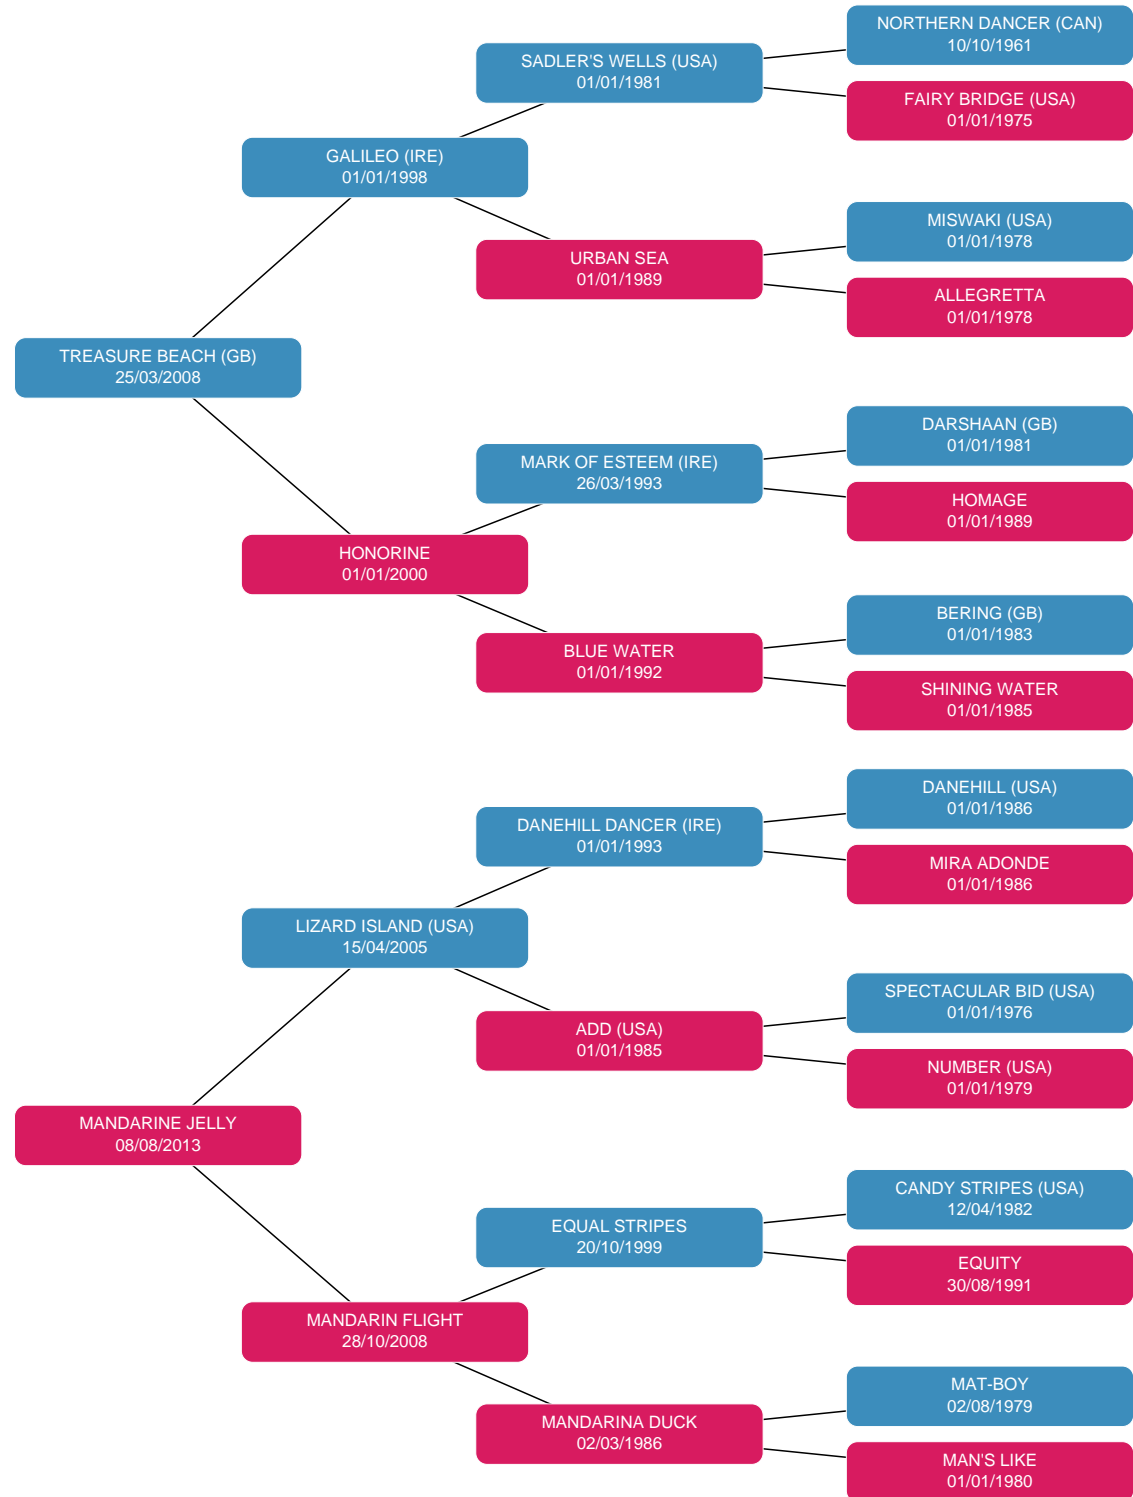 NORTHERN DANCER (CAN)
10/10/1961
SADLER'S WELLS (USA)
01/01/1981
FAIRY BRIDGE (USA)
01/01/1975
GALILEO (IRE)
01/01/1998
MISWAKI (USA)
01/01/1978
URBAN SEA
01/01/1989
ALLEGRETTA
01/01/1978
TREASURE BEACH (GB)
25/03/2008
DARSHAAN (GB)
01/01/1981
MARK OF ESTEEM (IRE)
26/03/1993
HOMAGE
01/01/1989
HONORINE
01/01/2000
BERING (GB)
01/01/1983
BLUE WATER
01/01/1992
SHINING WATER
01/01/1985
DANEHILL (USA)
01/01/1986
DANEHILL DANCER (IRE)
01/01/1993
MIRA ADONDE
01/01/1986
LIZARD ISLAND (USA)
15/04/2005
SPECTACULAR BID (USA)
01/01/1976
ADD (USA)
01/01/1985
NUMBER (USA)
01/01/1979
MANDARINE JELLY
08/08/2013
CANDY STRIPES (USA)
12/04/1982
EQUAL STRIPES
20/10/1999
EQUITY
30/08/1991
MANDARIN FLIGHT
28/10/2008
MAT-BOY
02/08/1979
MANDARINA DUCK
02/03/1986
MAN'S LIKE
01/01/1980